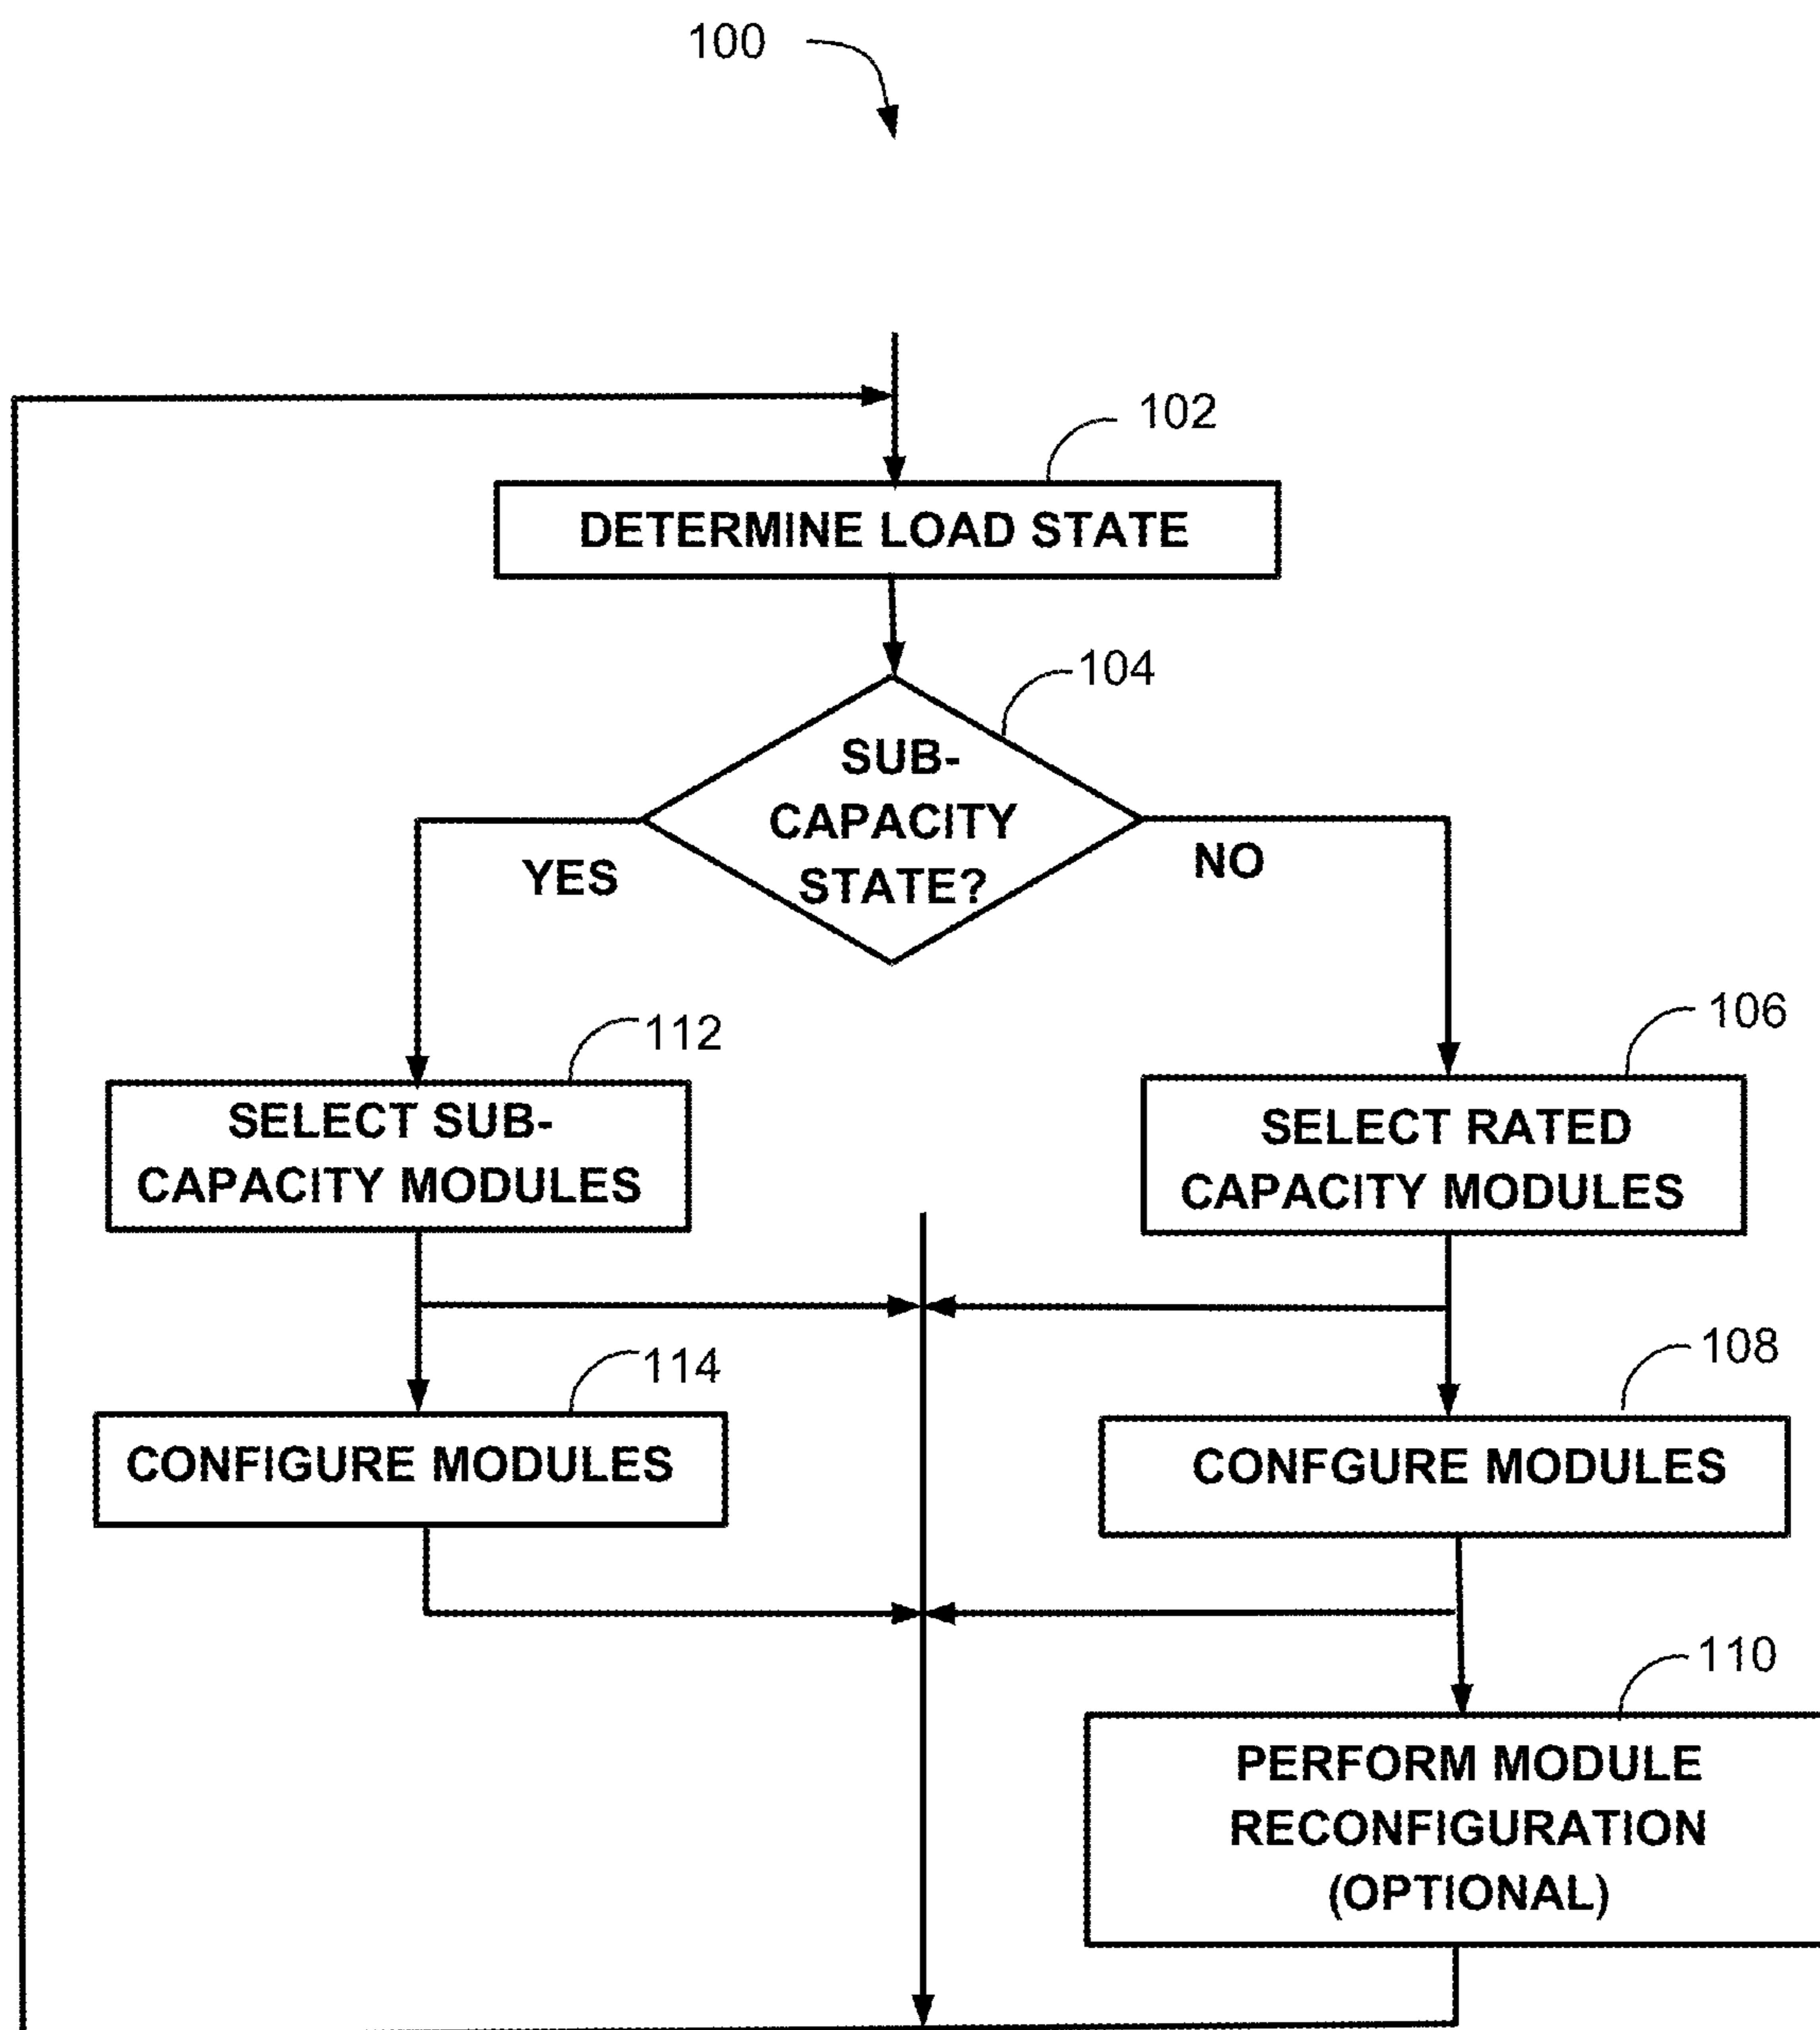 100
102
DETERMINE LOAD STATE
104
SUB-
CAPACITY
STATE?
YES
NO
112
SELECT SUB-
CAPACITY MODULES
106
SELECT RATED
CAPACITY MODULES
114
CONFIGURE MODULES
108
CONFGURE MODULES
110
PERFORM MODULE
RECONFIGURATION
(OPTIONAL)